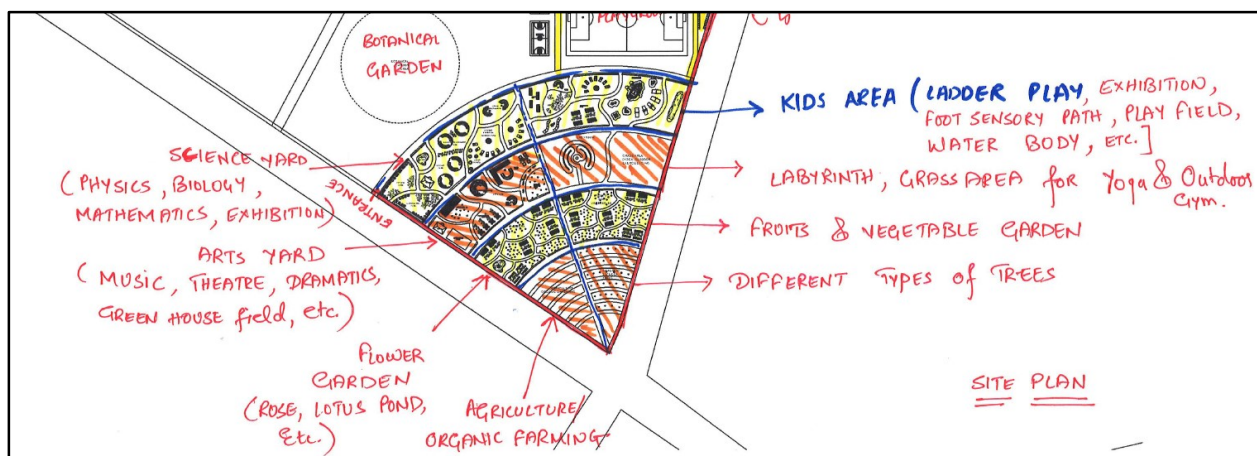 BOTANICAL
GARDEN
KIDS AREA (LADDER PLAY, EXHIBITION,
FOOT SENSORY PATH, PLAY FIELD,
WATER BODY, ETC.]
LABYRINTH, GRASS AREA for Yoga & Outdoor
Gym.
FRUITS & VEGETABLE GARDEN
DIFFERENT TYPES of TREES
SCIENCE YARD
(PHYSICS, BIOLOGY,
MATHEMATICS, EXHIBITION)
ENTRANCE
ARTS YARD
(MUSIC, THEATRE, DRAMATICS,
GREEN HOUSE field, etc.)
FLOWER
GARDEN
(ROSE, LOTUS POND,
Etc.)
AGRICULTURE/
ORGANIC FARMING
SITE PLAN